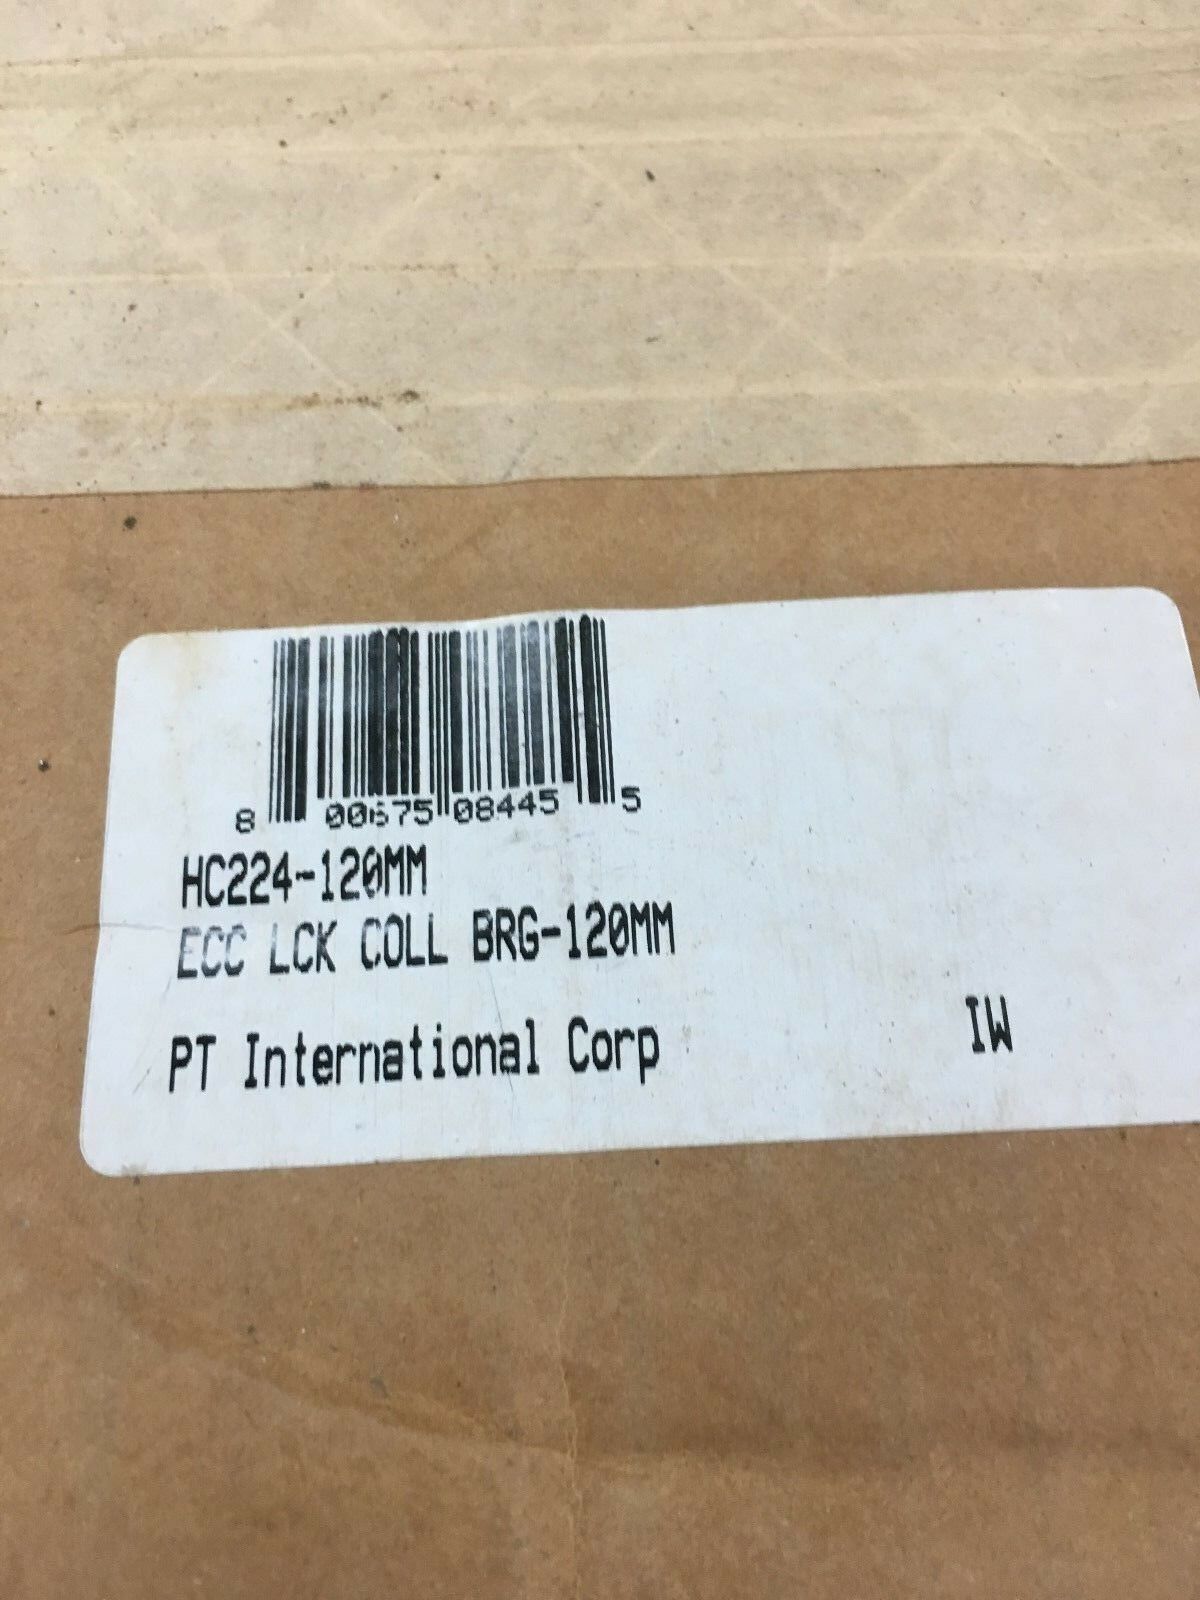 8 00675 08445 5
HC224-120MM
ECC LCK COLL BRG-120MM
PT International Corp IW